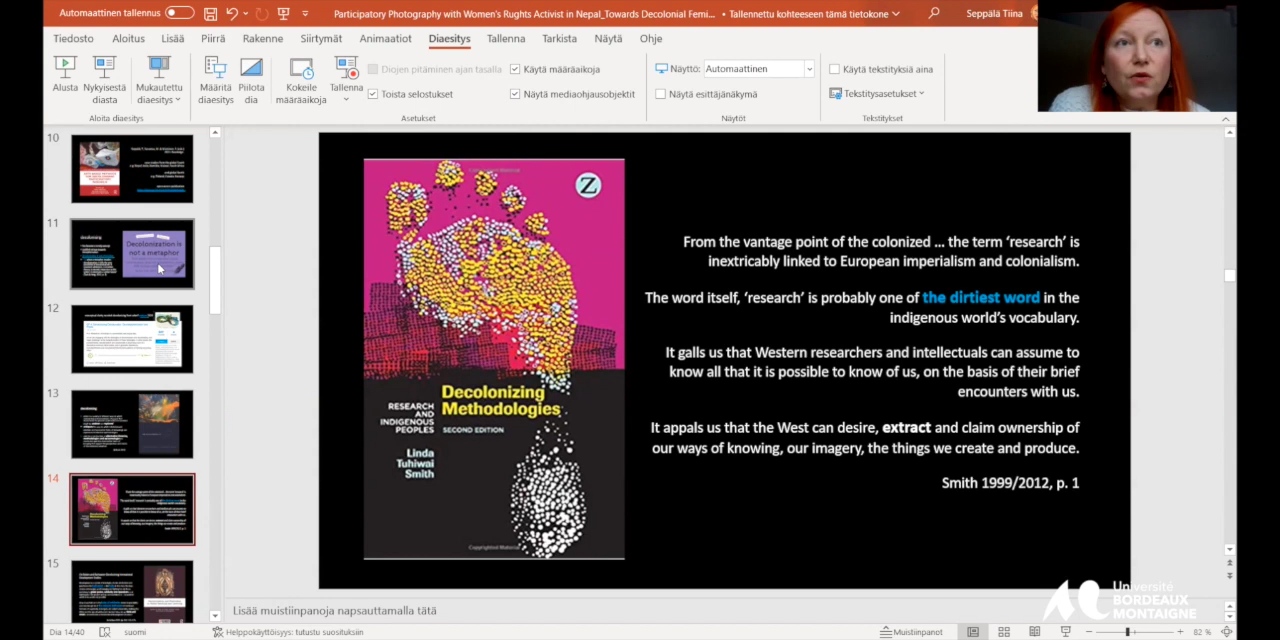 Automaattinen tallennus
Participatory Photography with Women's Rughts Activist in Nepal_Towards Decolonial Femi... • Tallennettu kohteeseen tämä tietokone
Seppälä Tiina
Tiedosto Aloitus Lisää Piirrä Rakenne Siirtymät Animaatiot Diaesitys Tallenna Tarkista Näytä Ohje
Alusta
Nykyisestä diasta
Mukautettu diaesitys
Määritä diaesitys
Piilota dia
Kokeile määräaikoja
Tallenna
Diojen pitäminen ajan tasalla
Toista selostukset
Käytä määräaikoja
Näytä mediaohjausobjektit
Näyttö: Automaattinen
Näytä esittäjänäkymä
Käytä tekstityksiä aina
Tekstitysasetukset
Aloita diaesitys
Asetukset
Näytöt
Tekstitykset
10
11
decolonising
Decolonization is
not a metaphor
12
13
decolonising
14
15
Z
Decolonizing
Methodologies
RESEARCH
AND
INDIGENOUS
PEOPLES
SECOND EDITION
Linda
Tuhiwai
Smith
Copyrighted Material
From the vantage point of the colonized ... the term ‘research’ is
inextricably linked to European imperialism and colonialism.
The word itself, ‘research’ is probably one of the dirtiest word in the
indigenous world’s vocabulary.
It galls us that Western researchers and intellectuals can assume to
know all that it is possible to know of us, on the basis of their brief
encounters with us.
It appals us that the West can desire, extract and claim ownership of
our ways of knowing, our imagery, the things we create and produce.
Smith 1999/2012, p. 1
Lisää muistiinpanoja napsauttamalla tätä
Université
BORDEAUX
MONTAIGNE
Dia 14/40
suomi
Helppokäyttöisyys: tutustu suosituksiin
Muistiinpanot
82 %